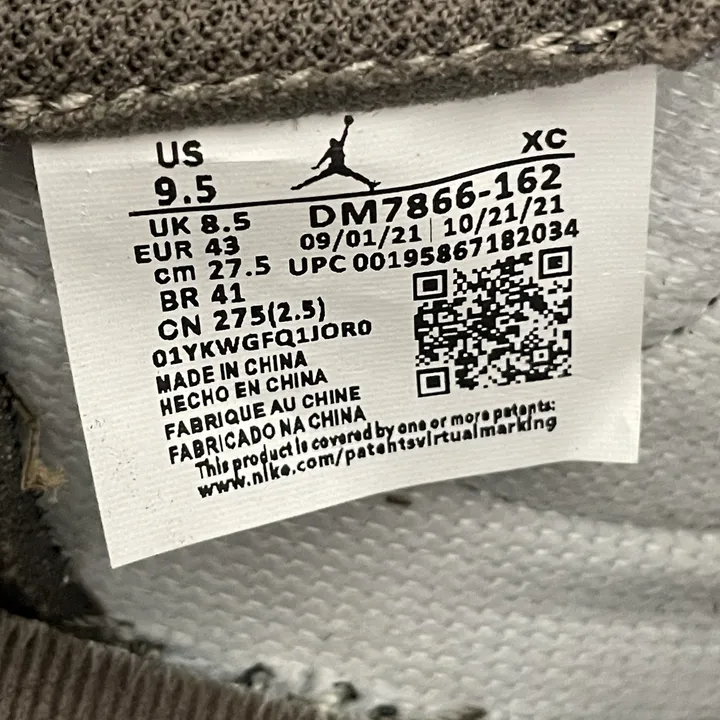 US XC
9.5
UK 8.5 DM7866-162
EUR 43 09/01/21 | 10/21/21
cm 27.5 UPC 00195867182034
BR 41
CN 275(2.5)
01YKWGFQ1JOR0
MADE IN CHINA
HECHO EN CHINA
FABRIQUE AU CHINE
FABRICADO NA CHINA
This product is covered by one or more patents:
www.nike.com/patentsvirtualmarking